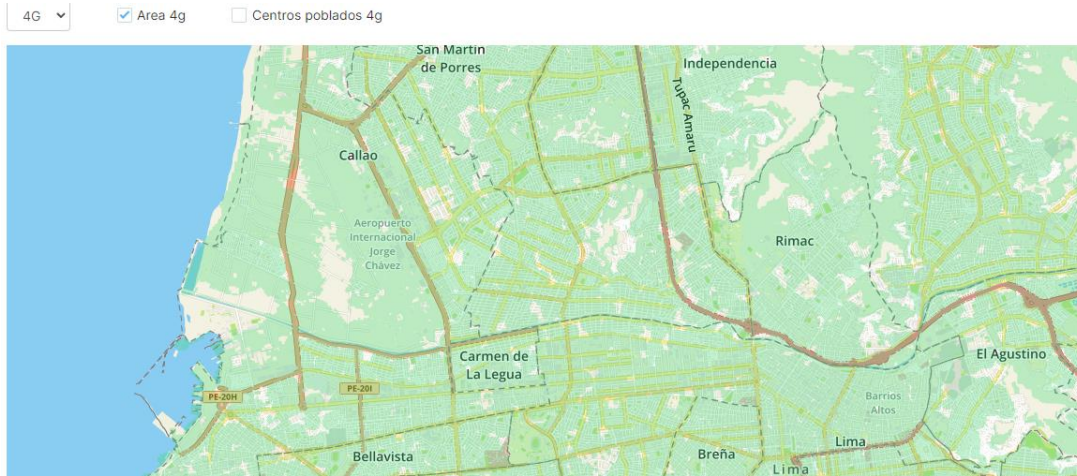 4G
Area 4g
Centros poblados 4g
San Martín
de Porres
Independencia
Tupac Amaru
Callao
Aeropuerto
Internacional
Jorge
Chávez
Rimac
Carmen de
La Legua
El Agustino
PE-20H
PE-20I
Barrios
Altos
Bellavista
Breña
Lima
Lima